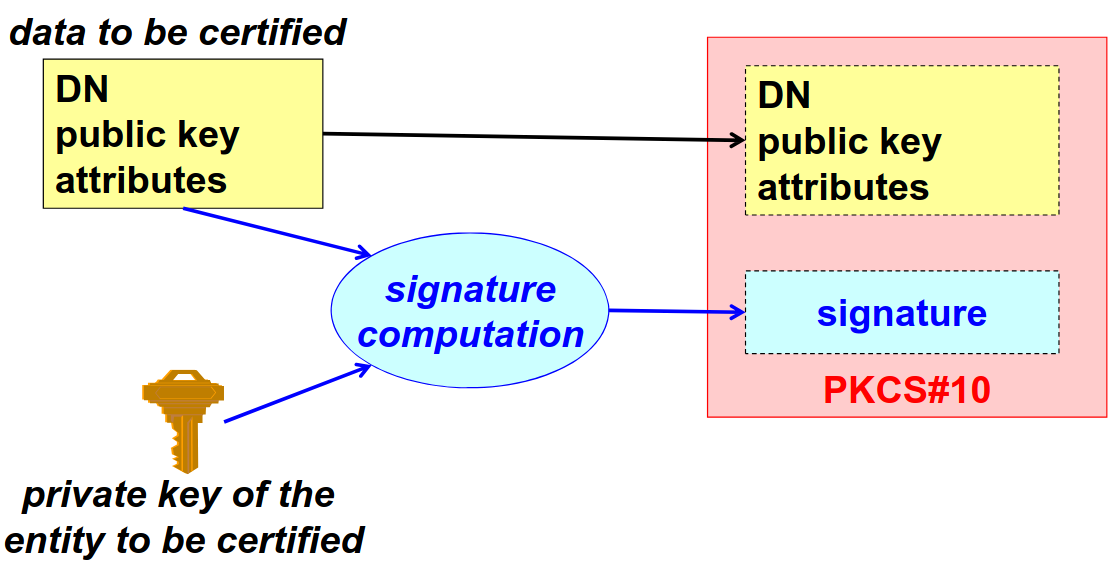 data to be certified
DN
public key
attributes
DN
public key
attributes
signature
computation
signature
PKCS#10
private key of the
entity to be certified